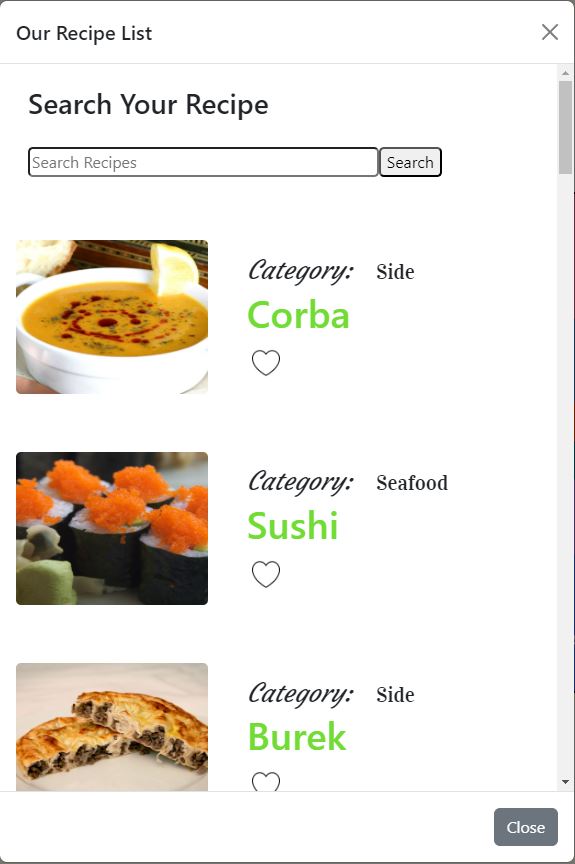 Our Recipe List
Search Your Recipe
Search Recipes Search
Category: Side
Corba
Category: Seafood
Sushi
Category: Side
Burek
Close